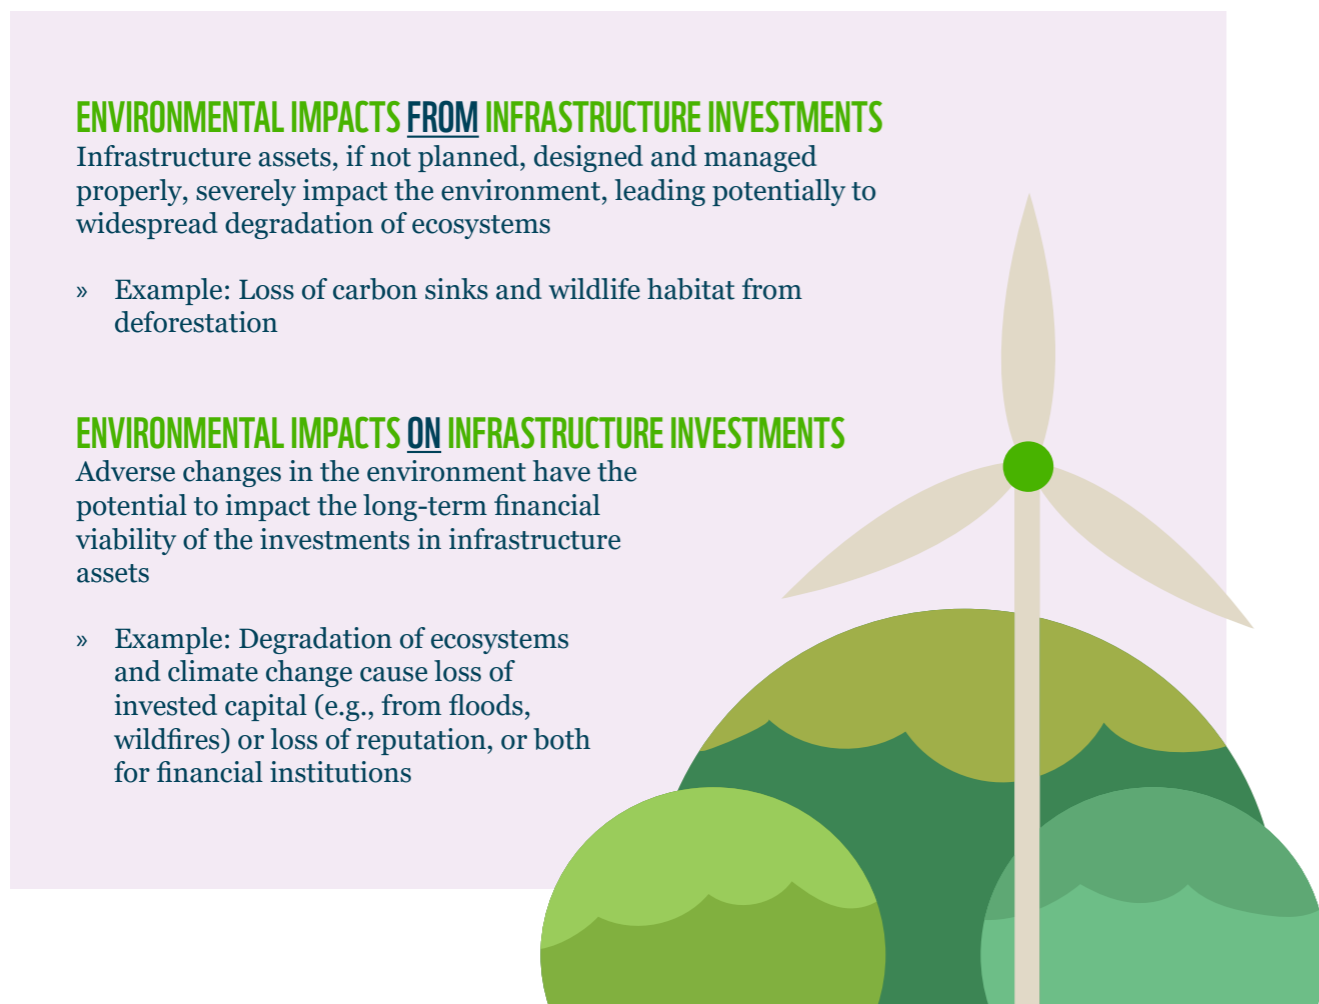 ENVIRONMENTAL IMPACTS FROM INFRASTRUCTURE INVESTMENTS
Infrastructure assets, if not planned, designed and managed
properly, severely impact the environment, leading potentially to
widespread degradation of ecosystems
» Example: Loss of carbon sinks and wildlife habitat from
deforestation
ENVIRONMENTAL IMPACTS ON INFRASTRUCTURE INVESTMENTS
Adverse changes in the environment have the
potential to impact the long-term financial
viability of the investments in infrastructure
assets
» Example: Degradation of ecosystems
and climate change cause loss of
invested capital (e.g., from floods,
wildfires) or loss of reputation, or both
for financial institutions